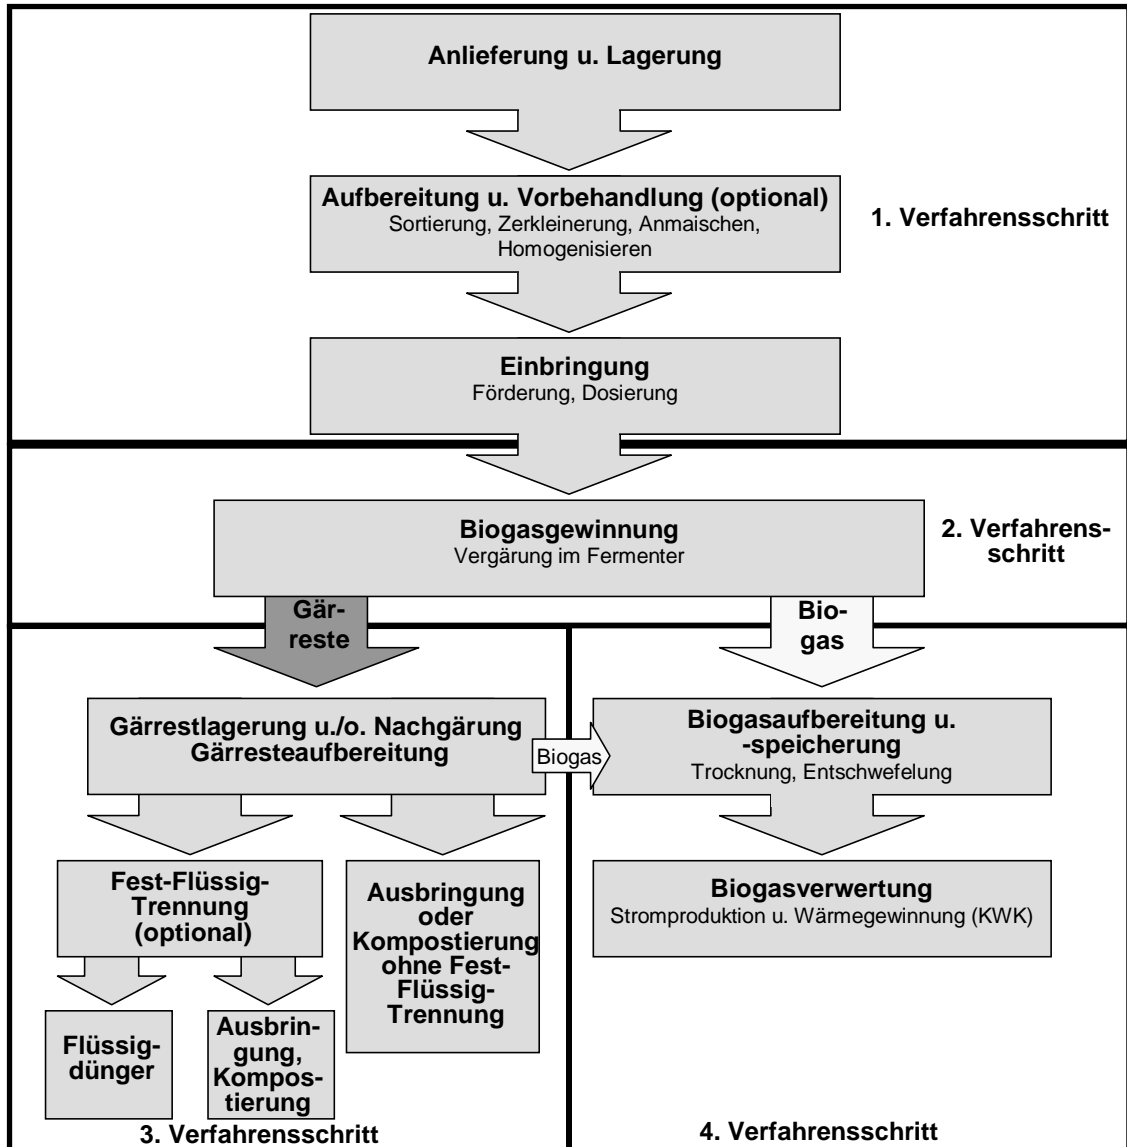 Anlieferung u. Lagerung
Aufbereitung u. Vorbehandlung (optional)
Sortierung, Zerkleinerung, Anmaischen,
Homogenisieren
1. Verfahrensschritt
Einbringung
Förderung, Dosierung
Biogasgewinnung
Vergärung im Fermenter
2. Verfahrens-
schritt
Gär-
reste
Bio-
gas
Gärrestlagerung u./o. Nachgärung
Gärresteaufbereitung
Biogas
Biogasaufbereitung u.
-speicherung
Trocknung, Entschwefelung
Fest-Flüssig-
Trennung
(optional)
Ausbringung
oder
Kompostierung
ohne Fest-
Flüssig-
Trennung
Biogasverwertung
Stromproduktion u. Wärmegewinnung (KWK)
Flüssig-
dünger
Ausbrin-
gung,
Kompos-
tierung
3. Verfahrensschritt
4. Verfahrensschritt